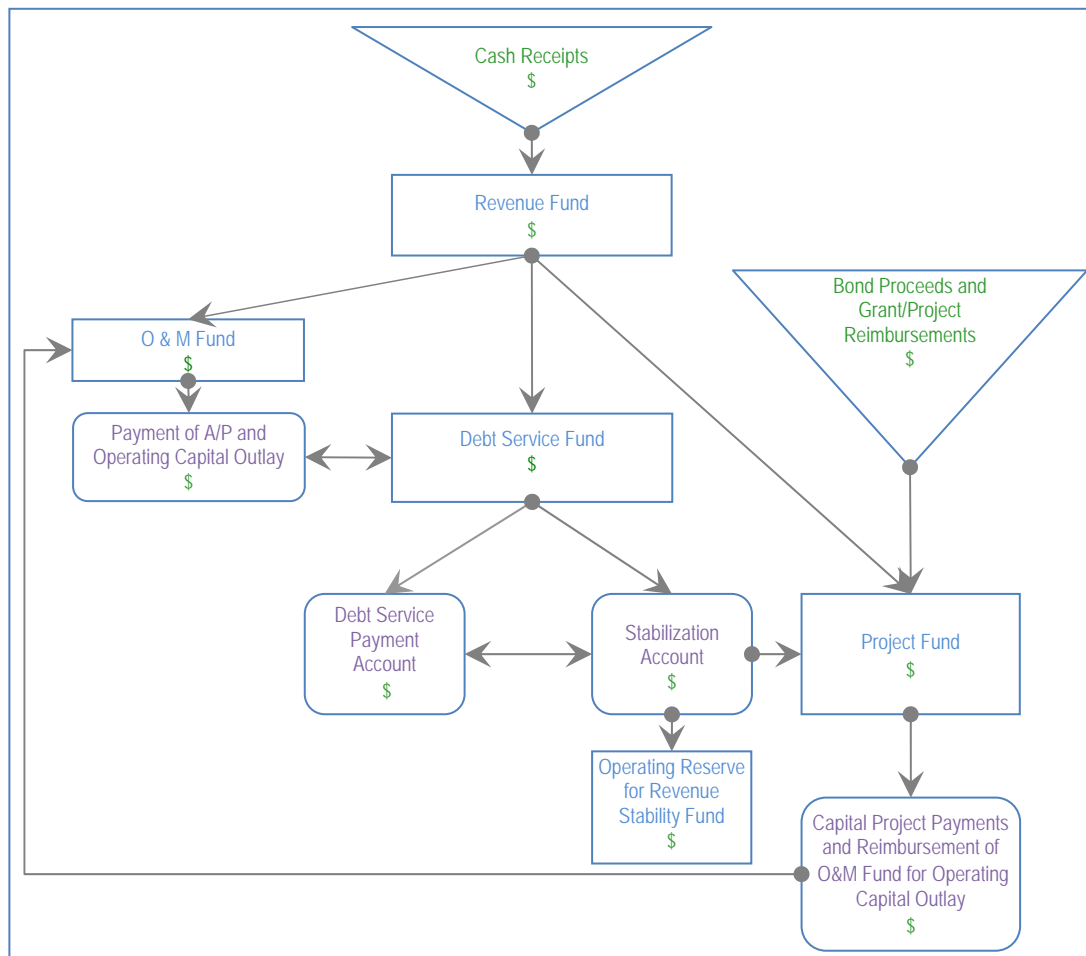 Cash Receipts
$
Revenue Fund
$
Bond Proceeds and
Grant/Project
Reimbursements
$
O & M Fund
$
Payment of A/P and
Operating Capital Outlay
$
Debt Service Fund
$
Debt Service
Payment
Account
$
Stabilization
Account
$
Project Fund
$
Operating Reserve
for Revenue
Stability Fund
$
Capital Project Payments
and Reimbursement of
O&M Fund for Operating
Capital Outlay
$